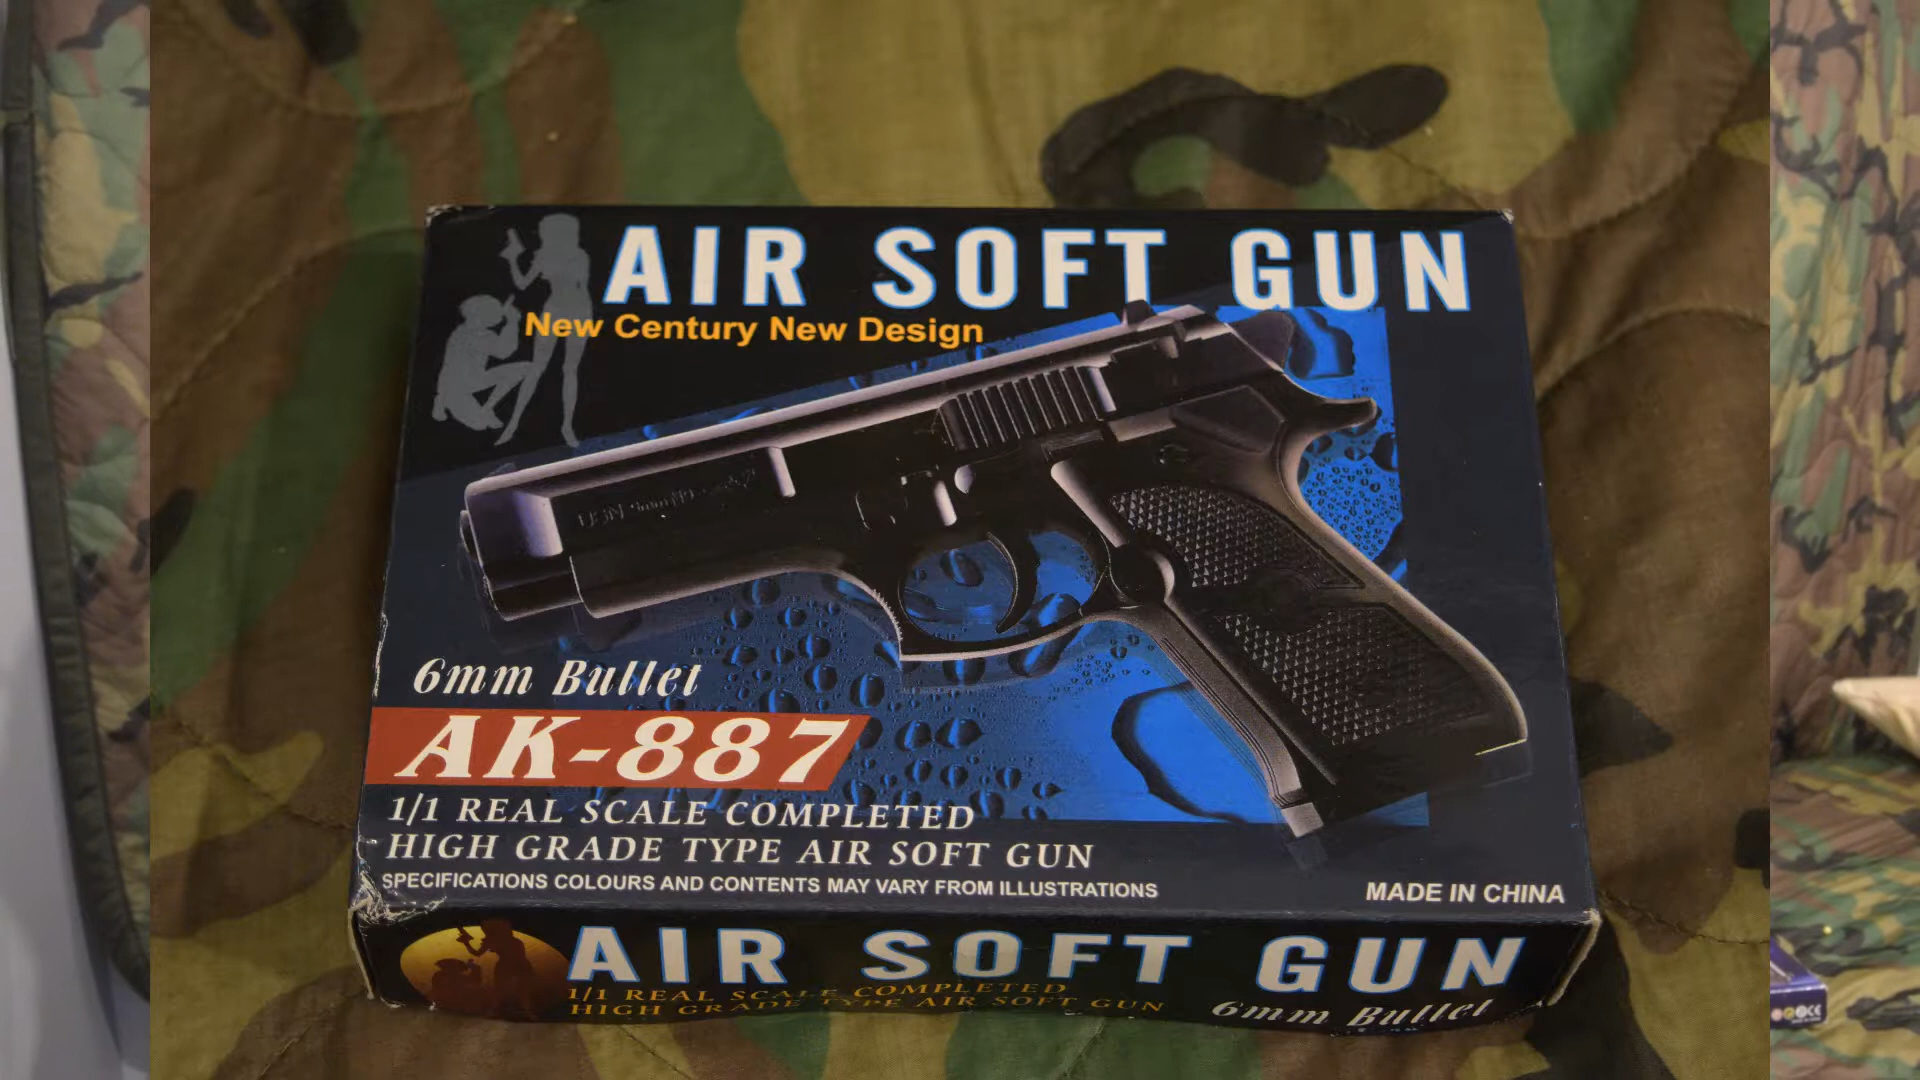 AIR SOFT GUN
New Century New Design
6mm Bullet
AK-887
1/1 REAL SCALE COMPLETED
HIGH GRADE TYPE AIR SOFT GUN
SPECIFICATIONS COLOURS AND CONTENTS MAY VARY FROM ILLUSTRATIONS
MADE IN CHINA
AIR SOFT GUN
1/1 REAL SCALE COMPLETED
HIGH GRADE TYPE AIR SOFT GUN
6mm Bullet